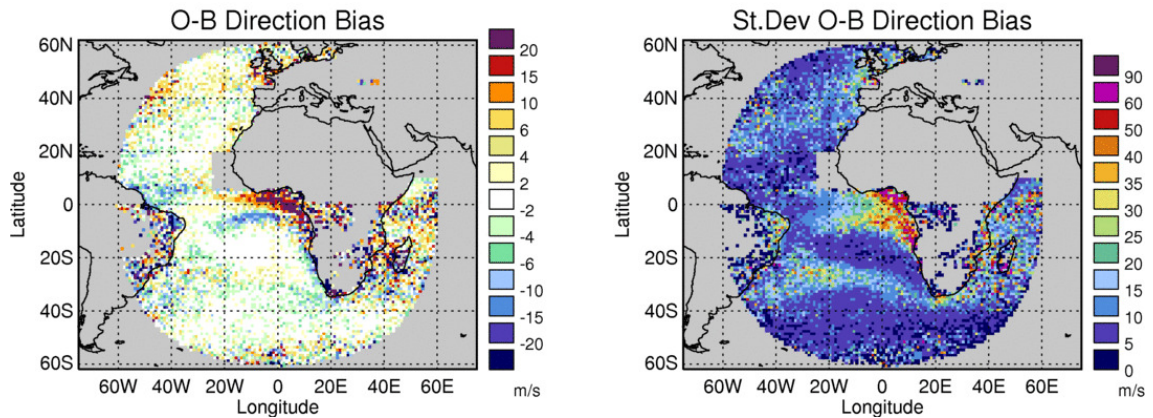 O-B Direction Bias
60N
40N
20N
0
20S
40S
60S
Latitude
60W 40W 20W 0 20E 40E 60E
Longitude
20
15
10
6
4
2
-2
-4
-6
-10
-15
-20
m/s
St.Dev O-B Direction Bias
60N
40N
20N
0
20S
40S
60S
Latitude
60W 40W 20W 0 20E 40E 60E
Longitude
90
60
50
40
35
30
25
20
15
10
5
0
m/s